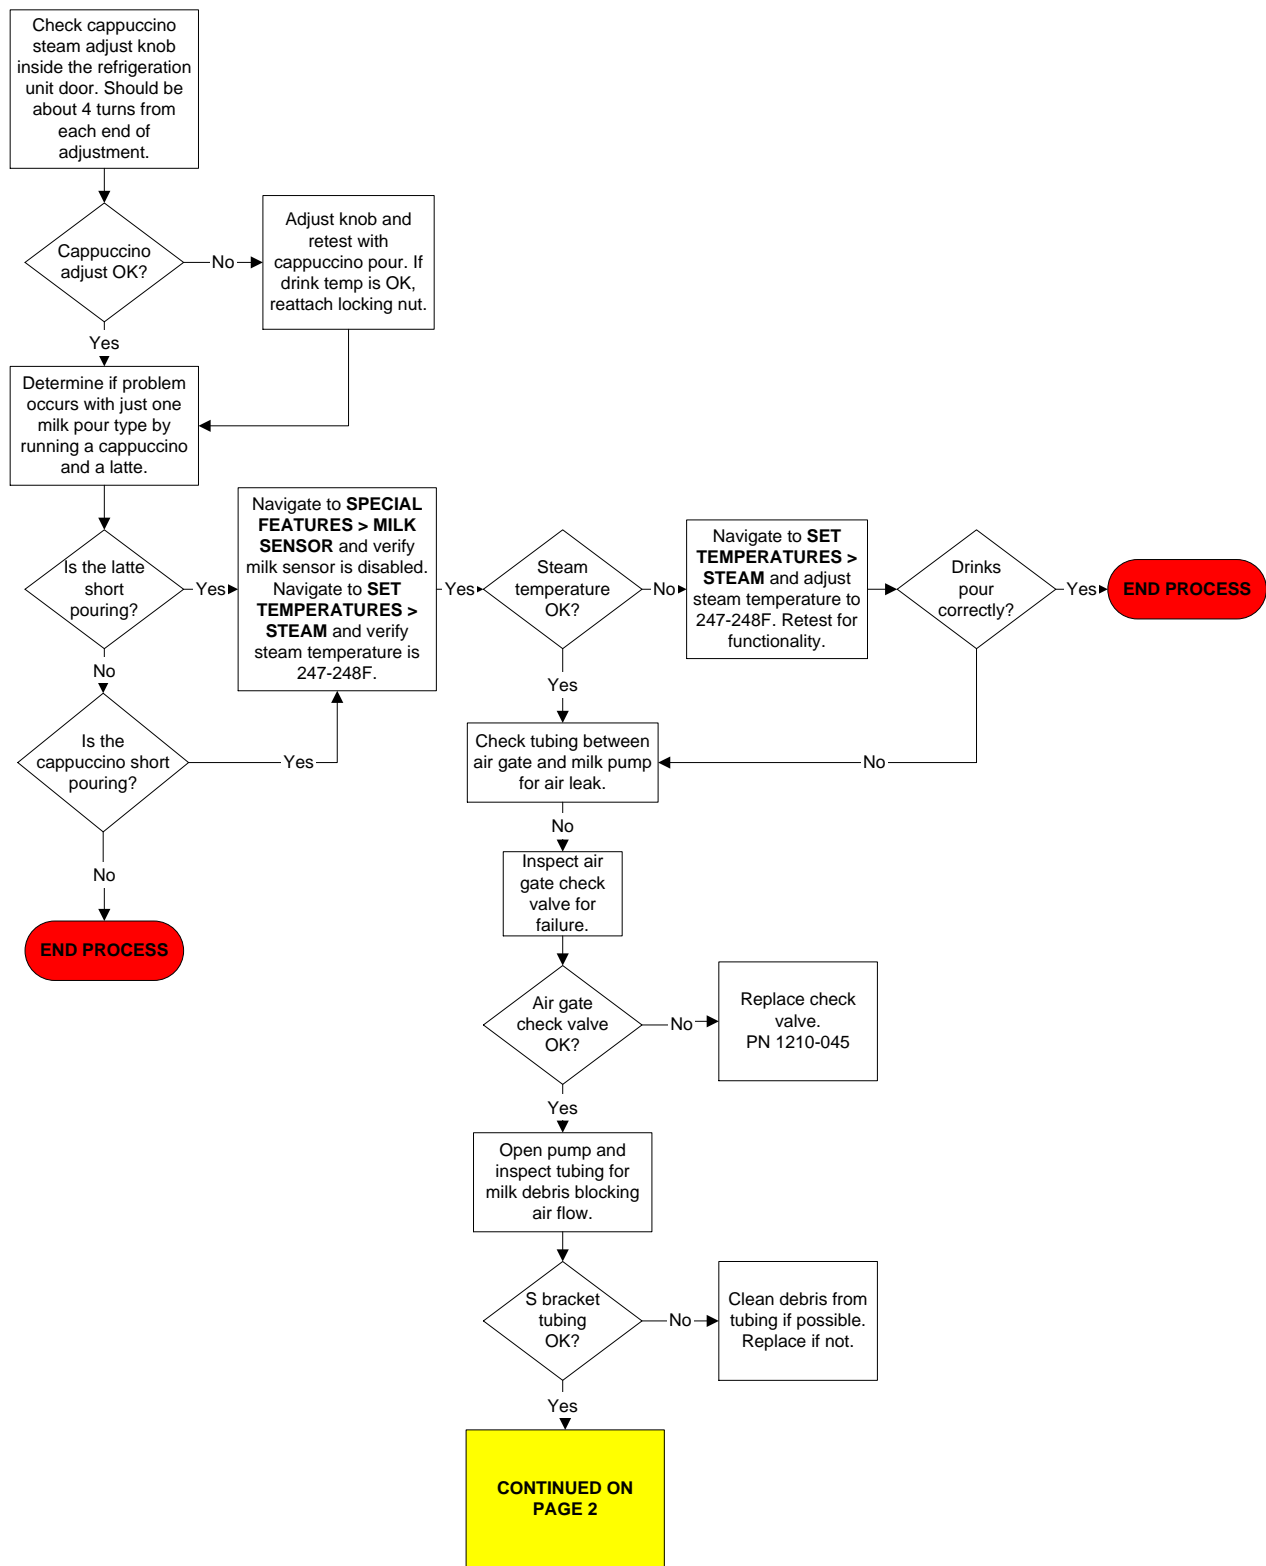 Check cappuccino
steam adjust knob
inside the refrigeration
unit door. Should be
about 4 turns from
each end of
adjustment.
Cappuccino
adjust OK?
No
Adjust knob and
retest with
cappuccino pour. If
drink temp is OK,
reattach locking nut.
Yes
Determine if problem
occurs with just one
milk pour type by
running a cappuccino
and a latte.
Is the latte
short
pouring?
Yes
Navigate to SPECIAL
FEATURES > MILK
SENSOR and verify
milk sensor is disabled.
Navigate to SET
TEMPERATURES >
STEAM and verify
steam temperature is
247-248F.
Yes
Steam
temperature
OK?
No
Navigate to SET
TEMPERATURES >
STEAM and adjust
steam temperature to
247-248F. Retest for
functionality.
Drinks
pour
correctly?
Yes
END PROCESS
No
Is the
cappuccino short
pouring?
Yes
No
END PROCESS
Yes
Check tubing between
air gate and milk pump
for air leak.
No
No
Inspect air
gate check
valve for
failure.
Air gate
check valve
OK?
No
Replace check
valve.
PN 1210-045
Yes
Open pump and
inspect tubing for
milk debris blocking
air flow.
S bracket
tubing
OK?
No
Clean debris from
tubing if possible.
Replace if not.
Yes
CONTINUED ON
PAGE 2